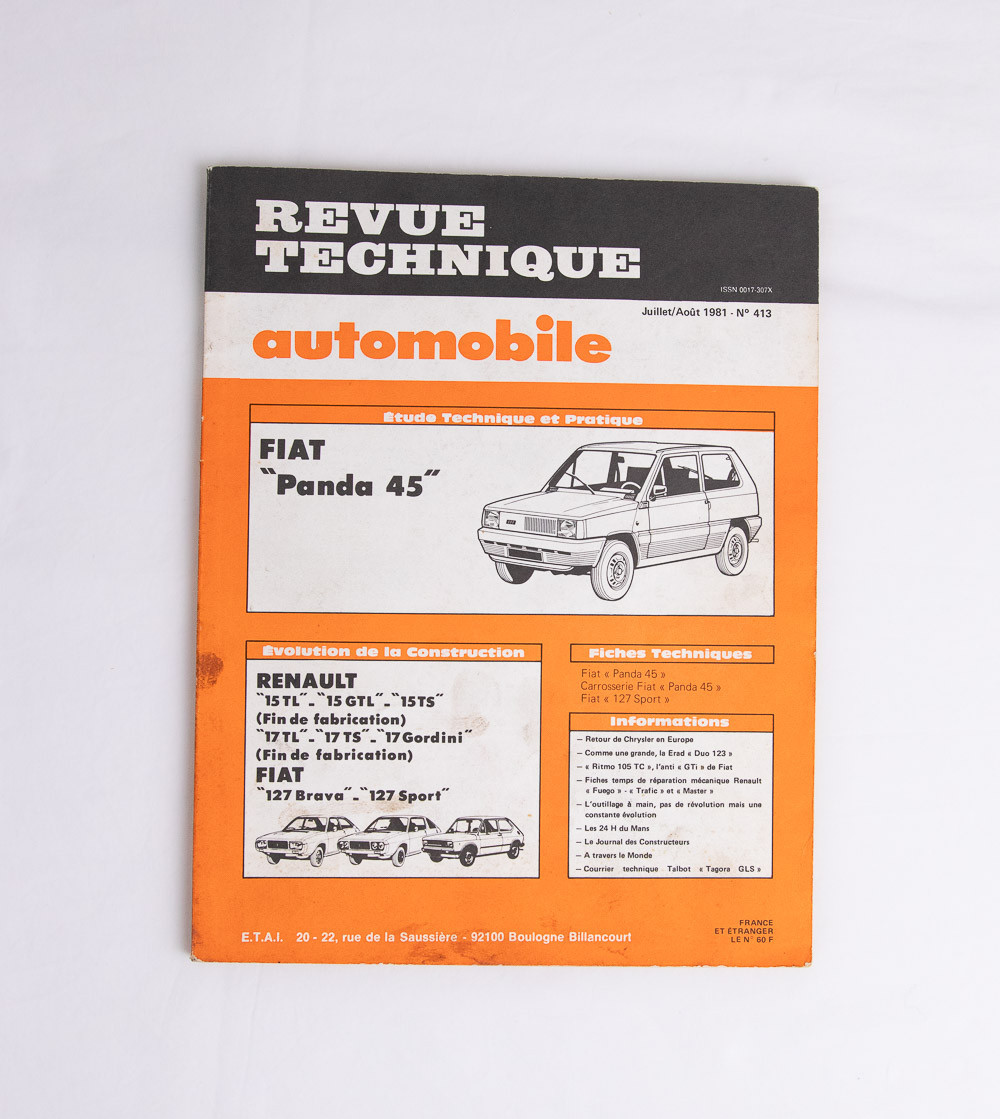 REVUE
TECHNIQUE
ISSN 0017-307X
Juillet/Août 1981 - Nº 413
automobile
Étude Technique et Pratique
FIAT
"Panda 45"
Évolution de la Construction
RENAULT
"15 TL" - "15 GTL" - "15 TS"
(Fin de fabrication)
"17 TL" - "17 TS" - "17 Gordini"
(Fin de fabrication)
FIAT
"127 Brava" - "127 Sport"
Fiches Techniques
Fiat « Panda 45 »
Carrosserie Fiat « Panda 45 »
Fiat « 127 Sport »
Informations
— Retour de Chrysler en Europe
— Comme une grande, la Erad « Duo 123 »
— « Ritmo 105 TC », l'anti « GTi » de Fiat
— Fiches temps de réparation mécanique Renault
« Fuego » - « Trafic » et « Master »
— L'outillage à main, pas de révolution mais une
constante évolution
— Les 24 H du Mans
— Le Journal des Constructeurs
— A travers le Monde
— Courrier technique Talbot « Tagora GLS »
E.T.A.I. 20 - 22, rue de la Saussière - 92100 Boulogne Billancourt
FRANCE
ET ÉTRANGER
LE N° 60 F